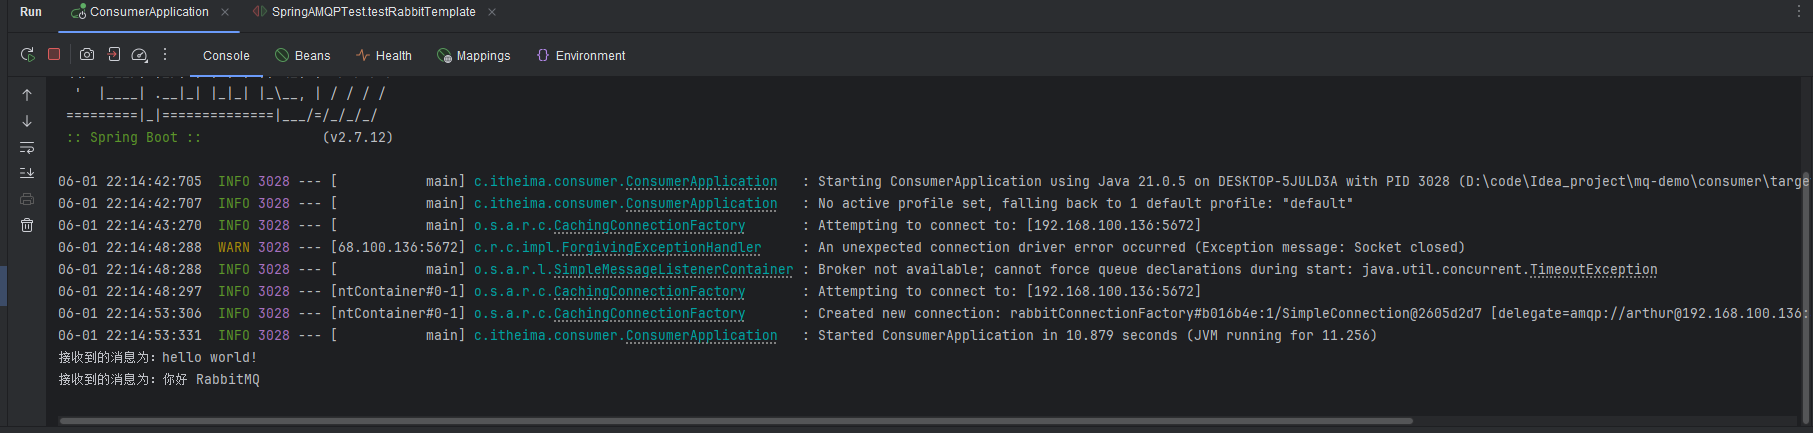 Run ConsumerApplication SpringAMQPTest.testRabbitTemplate
Console Beans Health Mappings Environment
' |____| .__|_| |_|_| |_\__, | / / / /
=========|_|==============|___/=/_/_/_/
:: Spring Boot :: (v2.7.12)
06-01 22:14:42:705 INFO 3028 --- [ main] c.itheima.consumer.ConsumerApplication : Starting ConsumerApplication using Java 21.0.5 on DESKTOP-5JULD3A with PID 3028 (D:\code\Idea_project\mq-demo\consumer\targe
06-01 22:14:42:707 INFO 3028 --- [ main] c.itheima.consumer.ConsumerApplication : No active profile set, falling back to 1 default profile: "default"
06-01 22:14:43:270 INFO 3028 --- [ main] o.s.a.r.c.CachingConnectionFactory : Attempting to connect to: [192.168.100.136:5672]
06-01 22:14:48:288 WARN 3028 --- [68.100.136:5672] c.r.c.impl.ForgivingExceptionHandler : An unexpected connection driver error occurred (Exception message: Socket closed)
06-01 22:14:48:288 INFO 3028 --- [ main] o.s.a.r.l.SimpleMessageListenerContainer : Broker not available; cannot force queue declarations during start: java.util.concurrent.TimeoutException
06-01 22:14:48:297 INFO 3028 --- [ntContainer#0-1] o.s.a.r.c.CachingConnectionFactory : Attempting to connect to: [192.168.100.136:5672]
06-01 22:14:53:306 INFO 3028 --- [ntContainer#0-1] o.s.a.r.c.CachingConnectionFactory : Created new connection: rabbitConnectionFactory#b016b4e:1/SimpleConnection@2605d2d7 [delegate=amqp://arthur@192.168.100.136:
06-01 22:14:53:331 INFO 3028 --- [ main] c.itheima.consumer.ConsumerApplication : Started ConsumerApplication in 10.879 seconds (JVM running for 11.256)
接收到的消息为：hello world!
接收到的消息为：你好 RabbitMQ